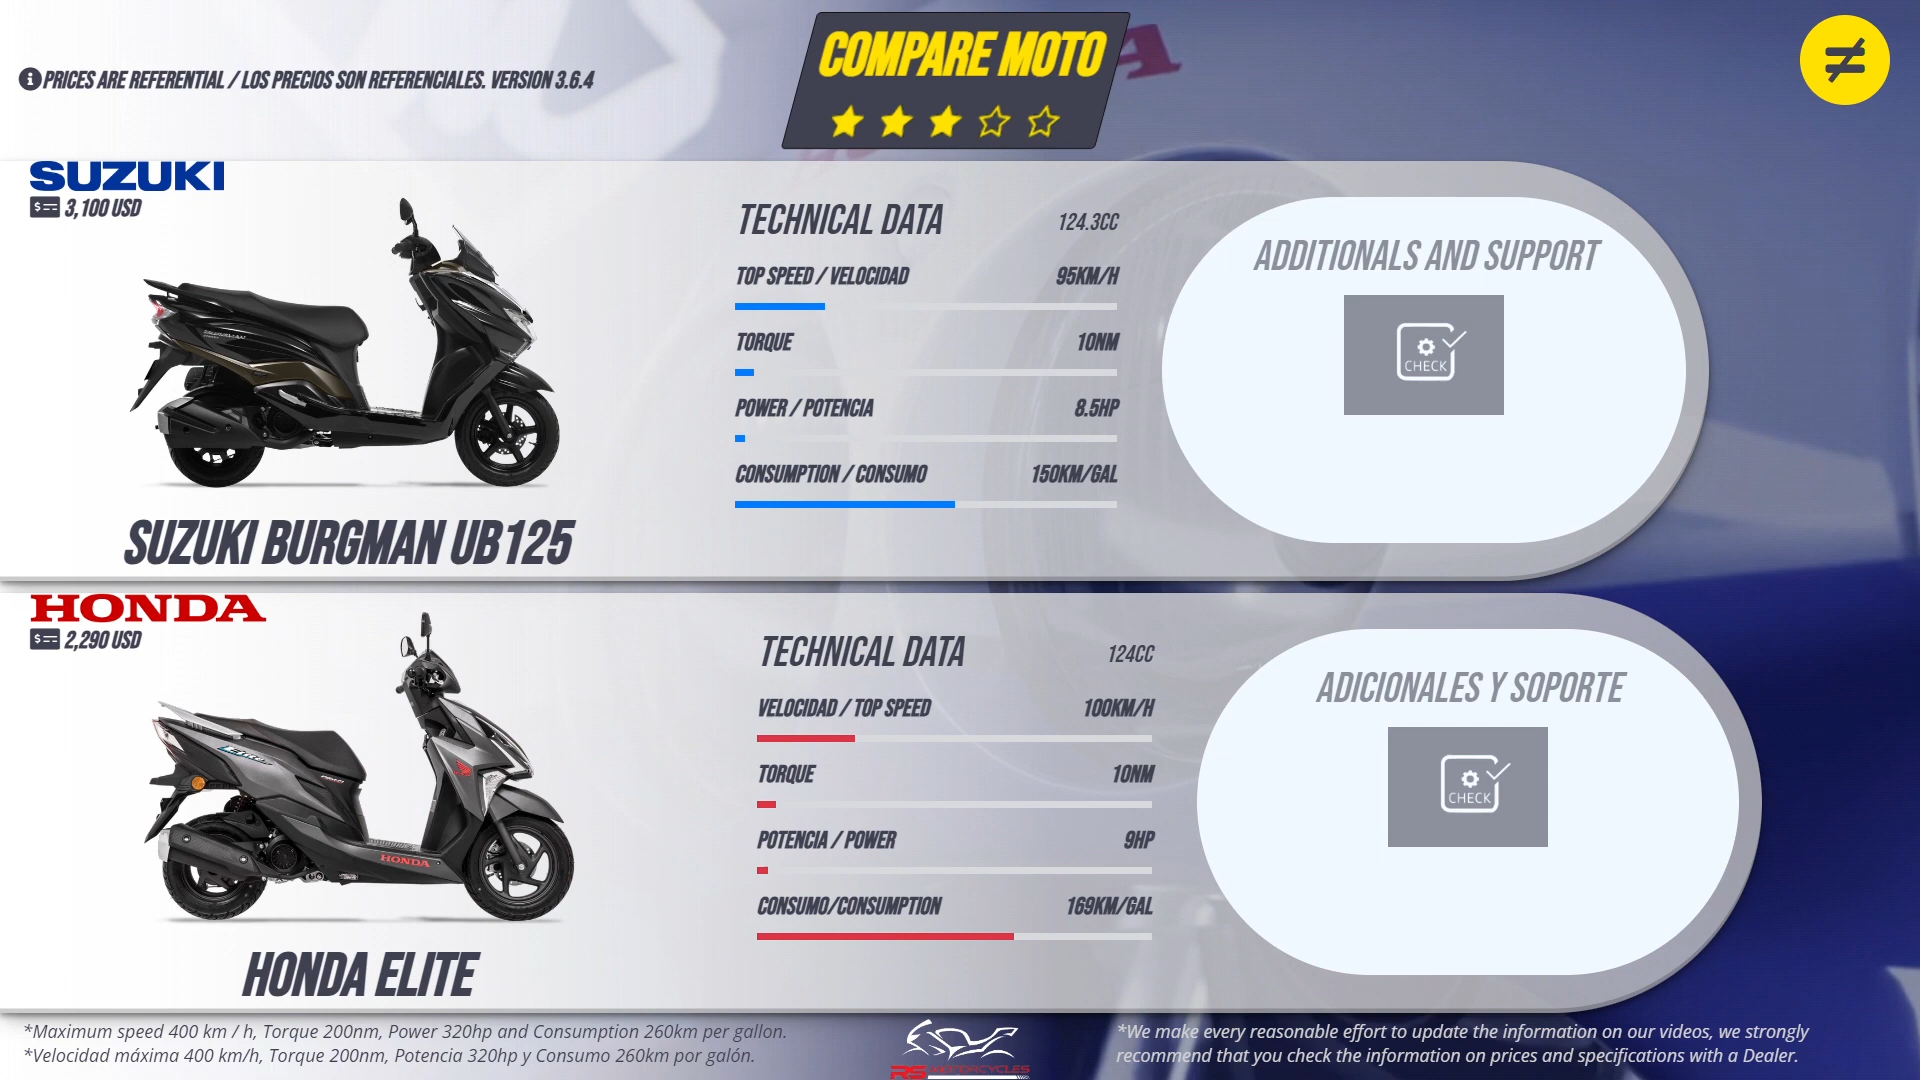 COMPARE MOTO
PRICES ARE REFERENTIAL / LOS PRECIOS SON REFERENCIALES. VERSION 3.6.4
SUZUKI
3,100 USD
TECHNICAL DATA 124.3CC
TOP SPEED / VELOCIDAD 95KM/H
TORQUE 10NM
POWER / POTENCIA 8.5HP
CONSUMPTION / CONSUMO 150KM/GAL
ADDITIONALS AND SUPPORT
CHECK
SUZUKI BURGMAN UB125
HONDA
2,290 USD
Elite
HONDA
TECHNICAL DATA 124CC
VELOCIDAD / TOP SPEED 100KM/H
TORQUE 10NM
POTENCIA / POWER 9HP
CONSUMO/CONSUMPTION 169KM/GAL
ADICIONALES Y SOPORTE
CHECK
HONDA ELITE
*Maximum speed 400 km / h, Torque 200nm, Power 320hp and Consumption 260km per gallon.
*Velocidad máxima 400 km/h, Torque 200nm, Potencia 320hp y Consumo 260km por galón.
RS MOTORCYCLES
*We make every reasonable effort to update the information on our videos, we strongly
recommend that you check the information on prices and specifications with a Dealer.